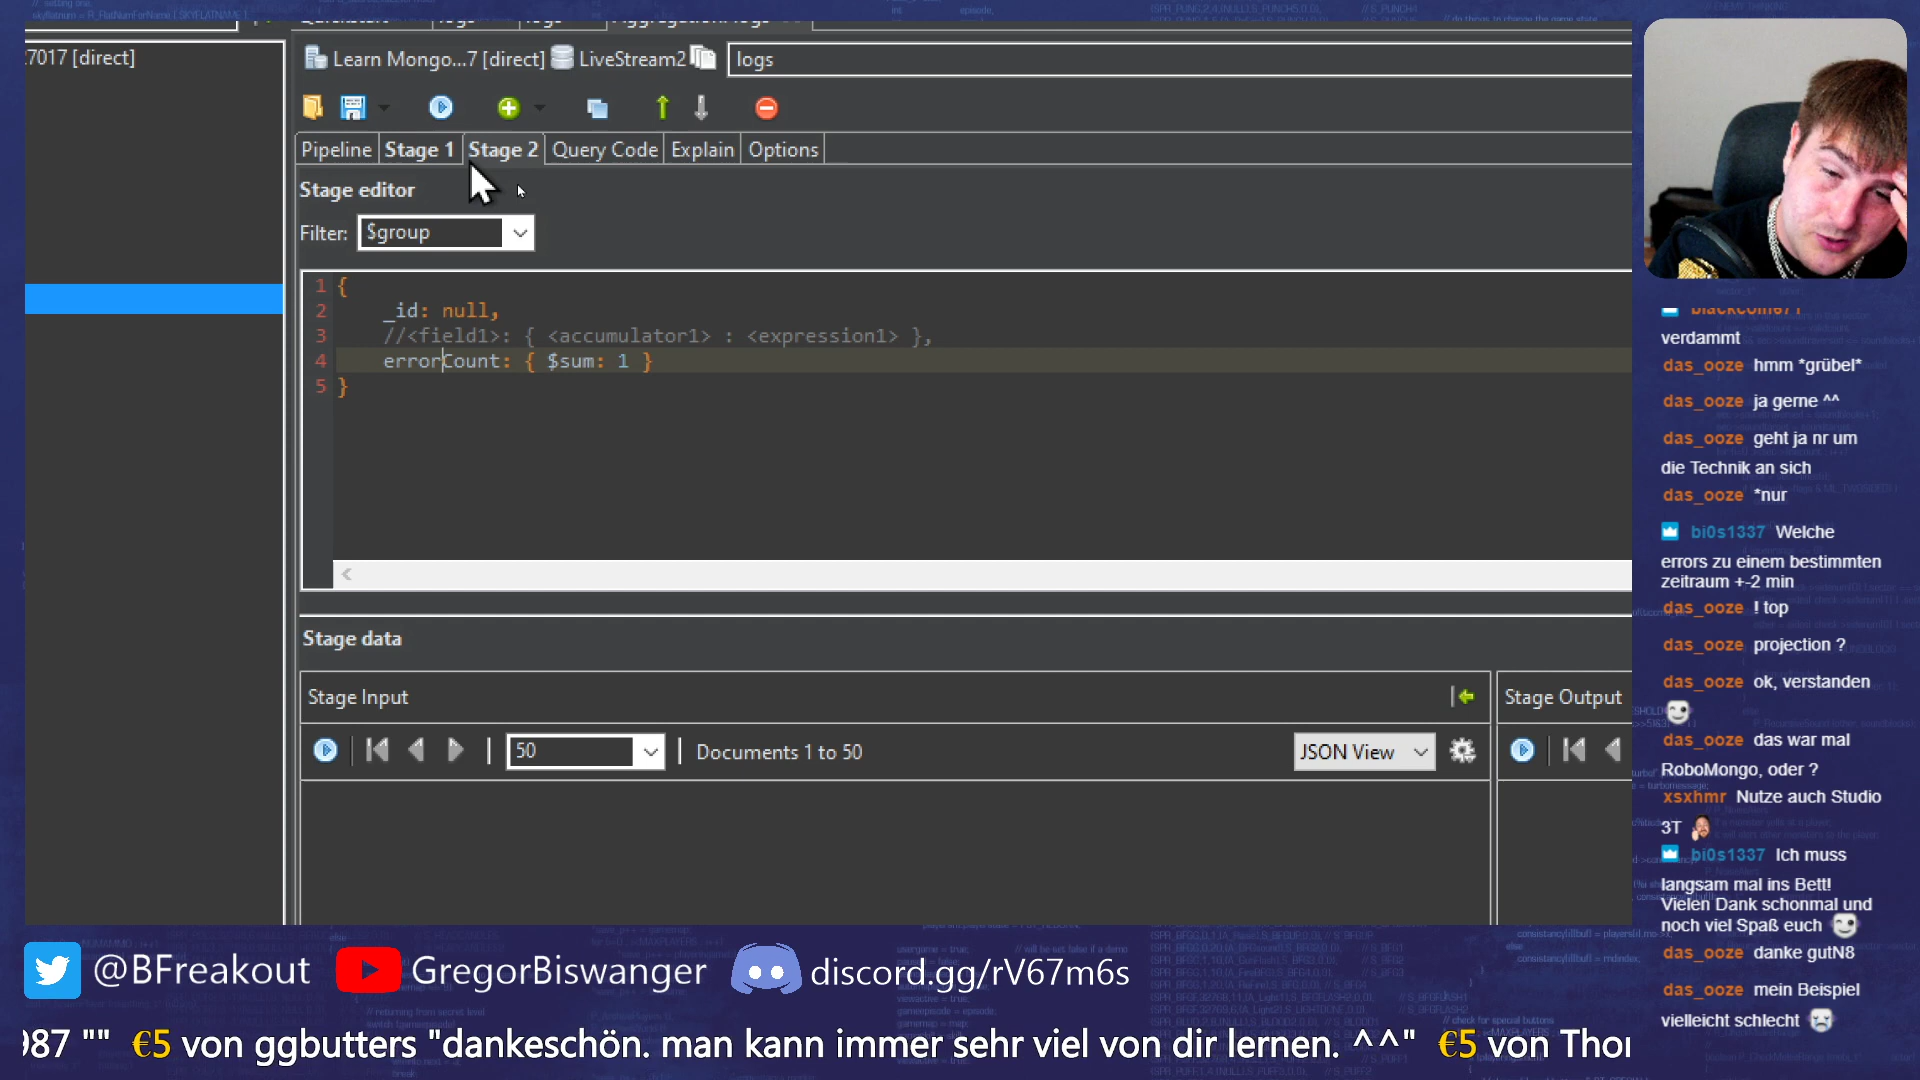 :7017 [direct]
Learn Mongo...7 [direct] LiveStream2 logs
Pipeline Stage 1 Stage 2 Query Code Explain Options
Stage editor
Filter: $group
1 {
2 _id: null,
3 //<field1>: { <accumulator1> : <expression1> },
4 errorCount: { $sum: 1 }
5 }
Stage data
Stage Input
Stage Output
50 Documents 1 to 50 JSON View
verdammt
das_ooze hmm *grübel*
das_ooze ja gerne ^^
das_ooze geht ja nr um
die Technik an sich
das_ooze *nur
bi0s1337 Welche
errors zu einem bestimmten
zeitraum +-2 min
das_ooze ! top
das_ooze projection ?
das_ooze ok, verstanden
das_ooze das war mal
RoboMongo, oder ?
xsxhmr Nutze auch Studio
3T
bi0s1337 Ich muss
langsam mal ins Bett!
Vielen Dank schonmal und
noch viel Spaß euch
das_ooze danke gutN8
das_ooze mein Beispiel
vielleicht schlecht
@BFreakout GregorBiswanger discord.gg/rV67m6s
987 "" €5 von ggbutters "dankeschön. man kann immer sehr viel von dir lernen. ^^" €5 von Thor